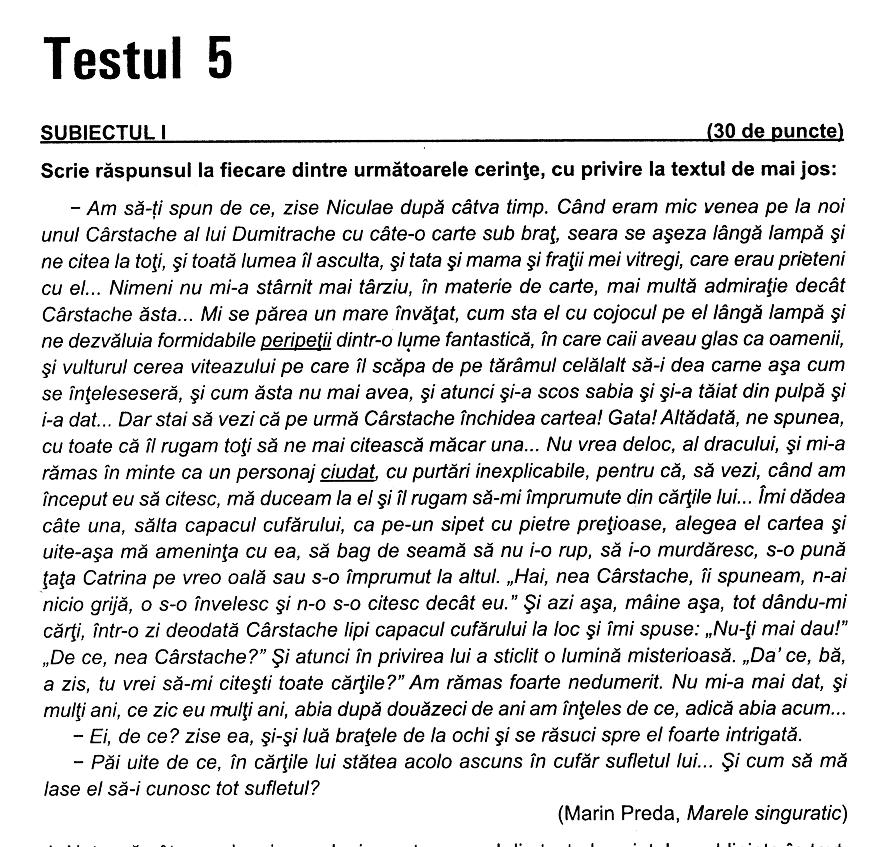 Testul 5
SUBIECTUL I (30 de puncte)
Scrie răspunsul la fiecare dintre următoarele cerinţe, cu privire la textul de mai jos:
– Am să-ți spun de ce, zise Niculae după câtva timp. Când eram mic venea pe la noi
unul Cârstache al lui Dumitrache cu câte-o carte sub braţ, seara se aşeza lângă lampă şi
ne citea la toţi, şi toată lumea îl asculta, şi tata şi mama şi fraţii mei vitregi, care erau prieteni
cu el... Nimeni nu mi-a stârnit mai târziu, în materie de carte, mai multă admiraţie decât
Cârstache ăsta... Mi se părea un mare învăţat, cum sta el cu cojocul pe el lângă lampă şi
ne dezvăluia formidabile peripeţii dintr-o lume fantastică, în care caii aveau glas ca oamenii,
şi vulturul cerea viteazului pe care îl scăpa de pe tărâmul celălalt să-i dea carne aşa cum
se înţeleseseră, şi cum ăsta nu mai avea, şi atunci şi-a scos sabia şi şi-a tăiat din pulpă şi
i-a dat... Dar stai să vezi că pe urmă Cârstache închidea cartea! Gata! Altădată, ne spunea,
cu toate că îl rugam toţi să ne mai citească măcar una... Nu vrea deloc, al dracului, şi mi-a
rămas în minte ca un personaj ciudat, cu purtări inexplicabile, pentru că, să vezi, când am
început eu să citesc, mă duceam la el şi îl rugam să-mi împrumute din cărţile lui... Îmi dădea
câte una, sălta capacul cufărului, ca pe-un sipet cu pietre preţioase, alegea el cartea şi
uite-aşa mă ameninţa cu ea, să bag de seamă să nu i-o rup, să i-o murdăresc, s-o pună
ţaţa Catrina pe vreo oală sau s-o împrumut la altul. „Hai, nea Cârstache, îi spuneam, n-ai
nicio grijă, o s-o învelesc şi n-o s-o citesc decât eu.” Şi azi aşa, mâine aşa, tot dându-mi
cărţi, într-o zi deodată Cârstache lipi capacul cufărului la loc şi îmi spuse: „Nu-ţi mai dau!”
„De ce, nea Cârstache?” Şi atunci în privirea lui a sticlit o lumină misterioasă. „Da’ ce, bă,
a zis, tu vrei să-mi citeşti toate cărţile?” Am rămas foarte nedumerit. Nu mi-a mai dat, şi
mulţi ani, ce zic eu mulţi ani, abia după douăzeci de ani am înţeles de ce, adică abia acum...
– Ei, de ce? zise ea, şi-şi luă braţele de la ochi şi se răsuci spre el foarte intrigată.
– Păi uite de ce, în cărţile lui stătea acolo ascuns în cufăr sufletul lui... Şi cum să mă
lase el să-i cunosc tot sufletul?
(Marin Preda, Marele singuratic)